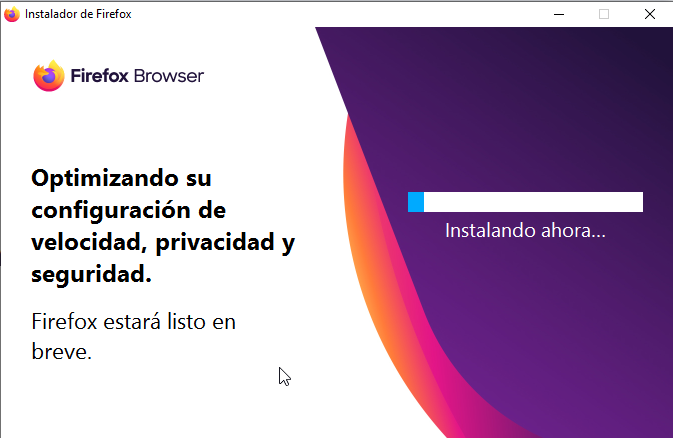 Instalador de Firefox
Firefox Browser
Optimizando su
configuración de
velocidad, privacidad y
seguridad.
Firefox estará listo en
breve.
Instalando ahora...